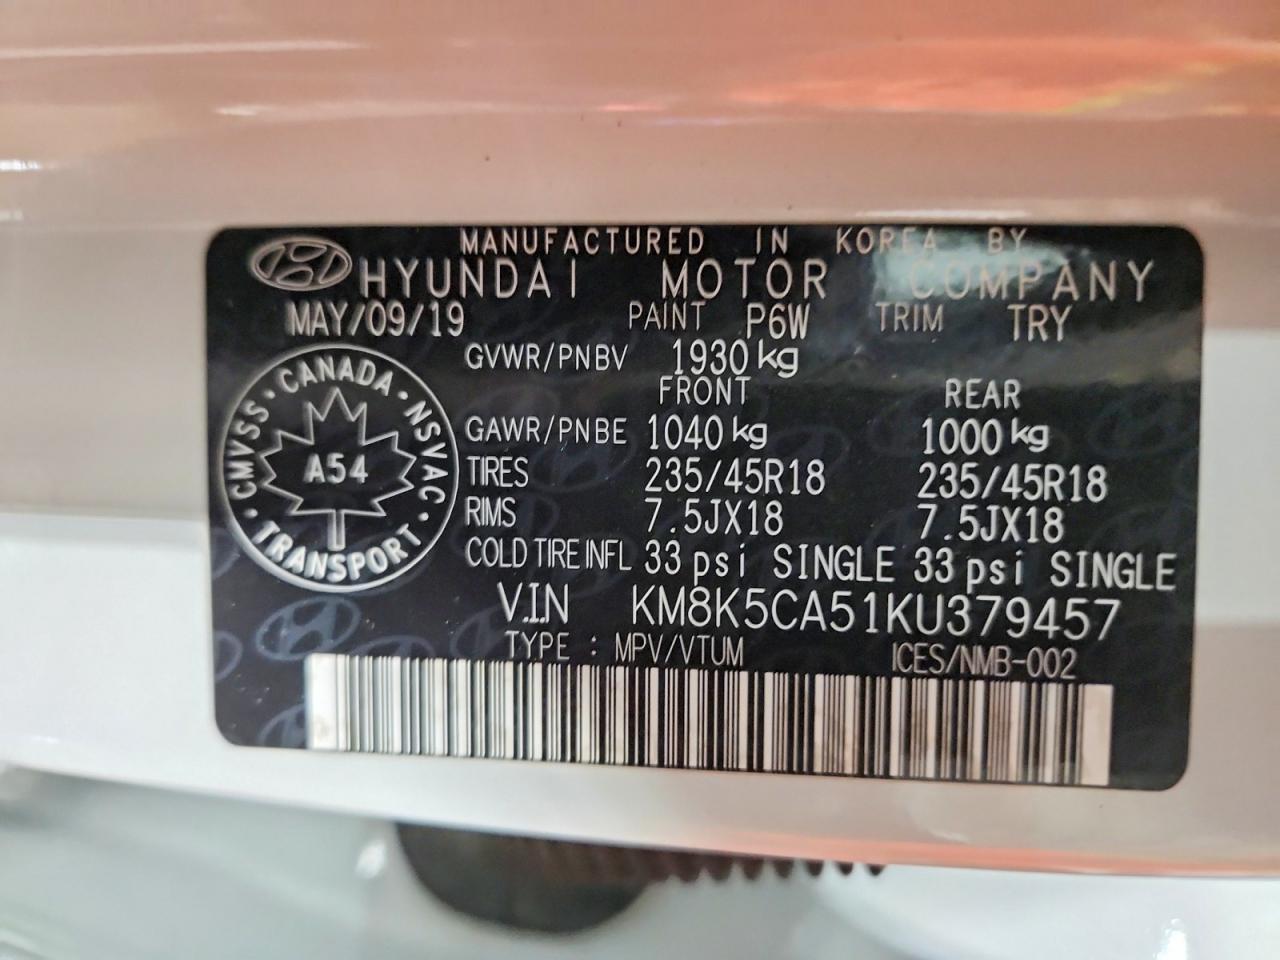 MANUFACTURED IN KOREA BY
HYUNDAI MOTOR COMPANY
MAY/09/19 PAINT P6W TRIM TRY
GVWR/PNBV 1930 kg
FRONT REAR
GAWR/PNBE 1040 kg 1000 kg
TIRES 235/45R18 235/45R18
RIMS 7.5JX18 7.5JX18
COLD TIRE INFL 33 psi SINGLE 33 psi SINGLE
V.I.N KM8K5CA51KU379457
TYPE : MPV/VTUM ICES/NMB-002
CMVSS · CANADA · NSVAC · TRANSPORT ·
A54